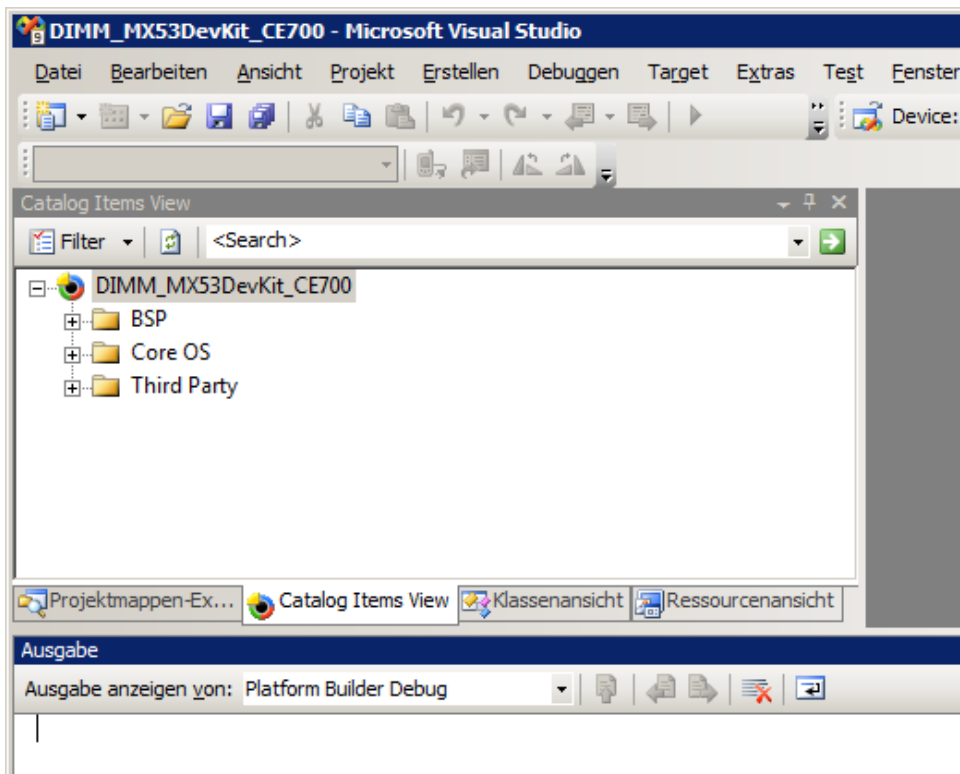 DIMM_MX53DevKit_CE700 - Microsoft Visual Studio
Datei Bearbeiten Ansicht Projekt Erstellen Debuggen Target Extras Test Fenster
Device:
Catalog Items View
Filter <Search>
DIMM_MX53DevKit_CE700
BSP
Core OS
Third Party
Projektmappen-Ex... Catalog Items View Klassenansicht Ressourcenansicht
Ausgabe
Ausgabe anzeigen von: Platform Builder Debug